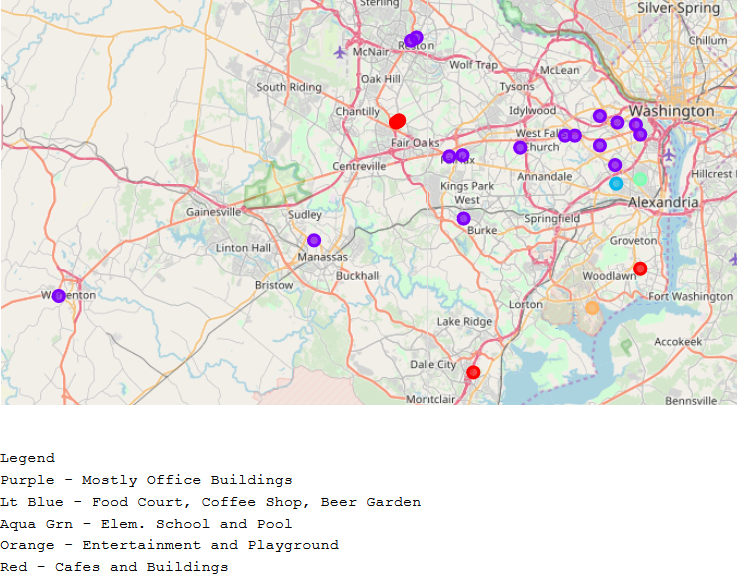 Sterling
Silver Spring
McNair
Reston
Chillum
Wolf Trap
McLean
Oak Hill
Tysons
South Riding
Chantilly
Idylwood
Washington
Fair Oaks
West Falls
Church
Centreville
Fairfax
Annandale
Hillcrest
Kings Park
West
Gainesville
Sudley
Alexandria
Springfield
Burke
Linton Hall
Manassas
Groveton
Buckhall
Woodlawn
Bristow
Warrenton
Lorton
Fort Washington
Lake Ridge
Accokeek
Dale City
Montclair
Bennsville
Legend
Purple - Mostly Office Buildings
Lt Blue - Food Court, Coffee Shop, Beer Garden
Aqua Grn - Elem. School and Pool
Orange - Entertainment and Playground
Red - Cafes and Buildings